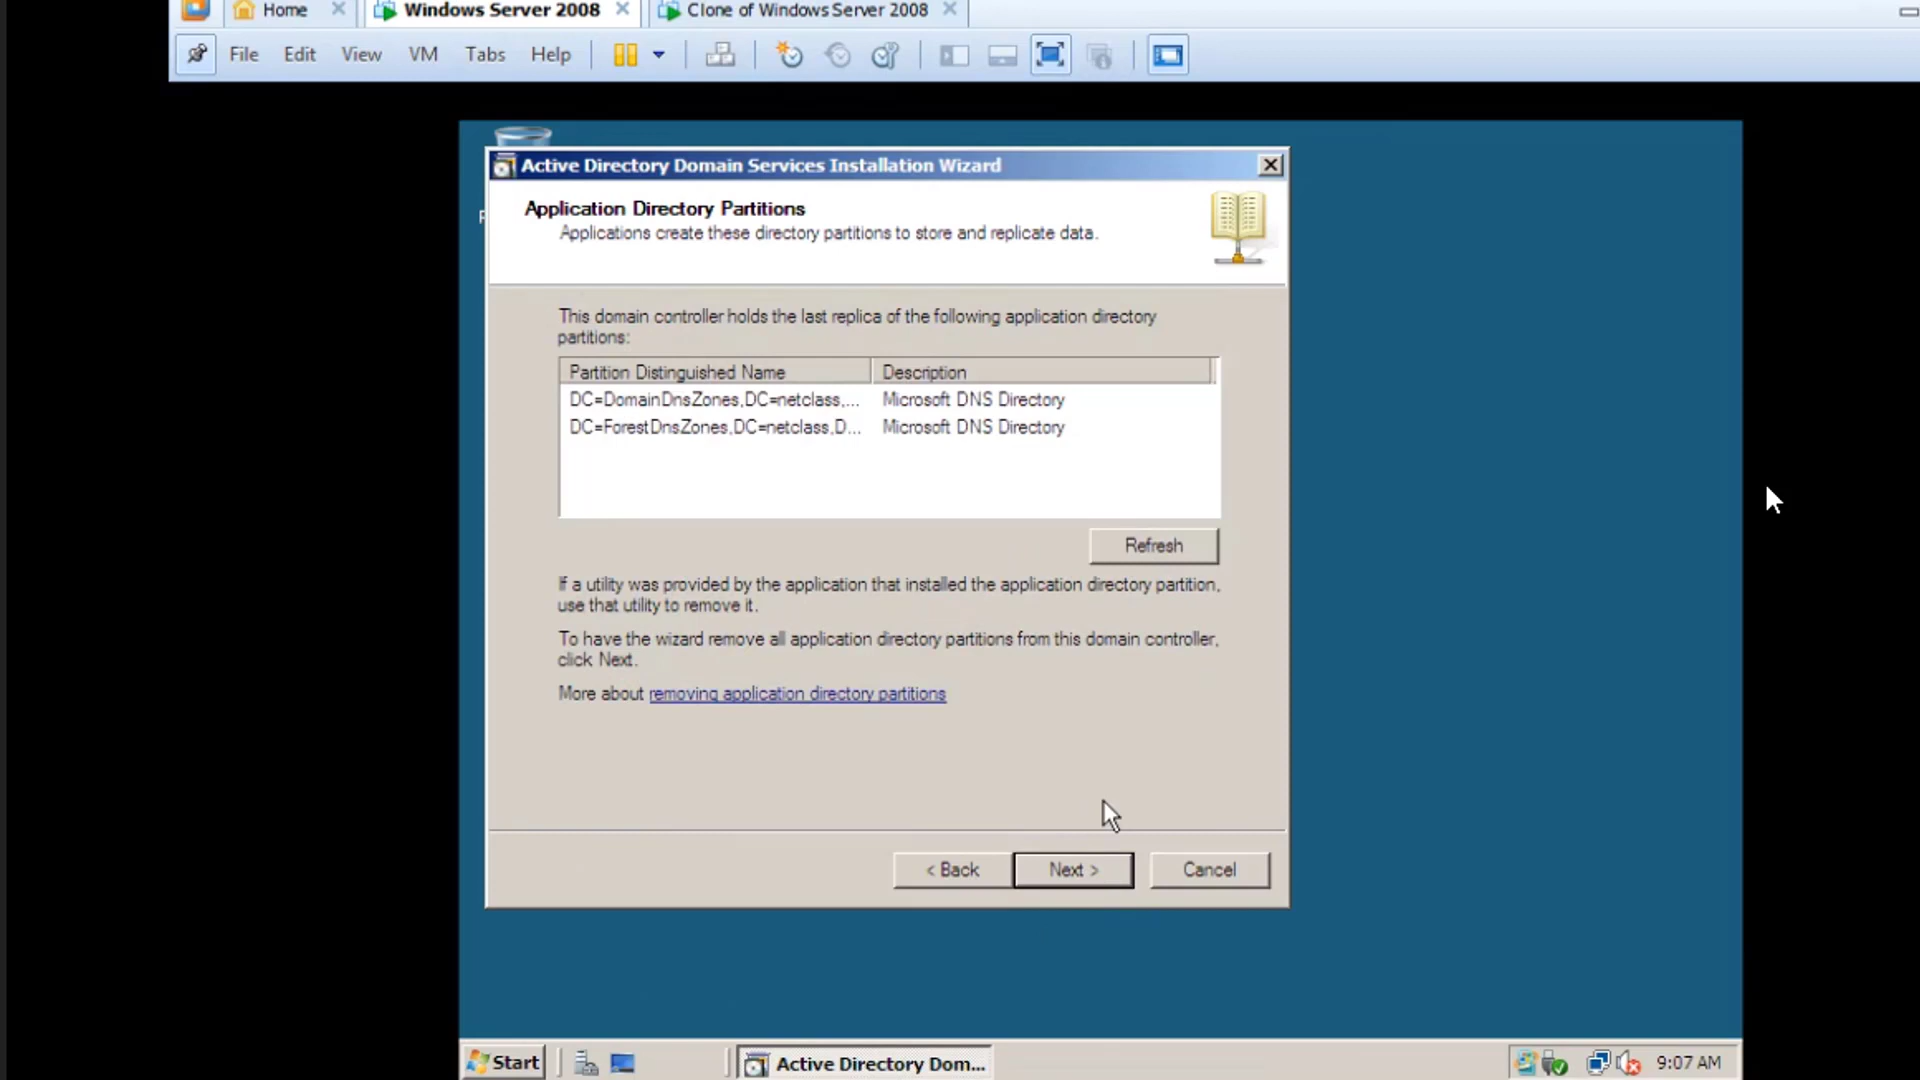 Home
Windows Server 2008
Clone of Windows Server 2008
File Edit View VM Tabs Help
Active Directory Domain Services Installation Wizard
Application Directory Partitions
Applications create these directory partitions to store and replicate data.
This domain controller holds the last replica of the following application directory
partitions:
Partition Distinguished Name Description
DC=DomainDnsZones,DC=netclass,... Microsoft DNS Directory
DC=ForestDnsZones,DC=netclass,D... Microsoft DNS Directory
Refresh
If a utility was provided by the application that installed the application directory partition,
use that utility to remove it.
To have the wizard remove all application directory partitions from this domain controller,
click Next.
More about removing application directory partitions
< Back Next > Cancel
Start Active Directory Dom... 9:07 AM